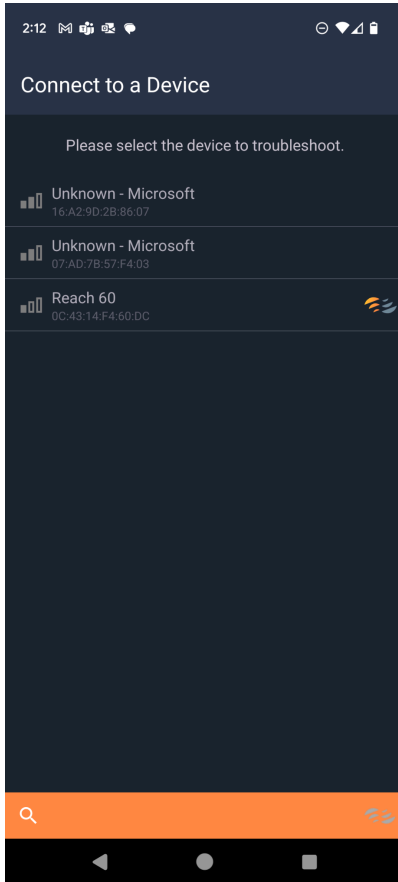 2:12
Connect to a Device
Please select the device to troubleshoot.
Unknown - Microsoft
16:A2:9D:2B:86:07
Unknown - Microsoft
07:AD:7B:57:F4:03
Reach 60
0C:43:14:F4:60:DC